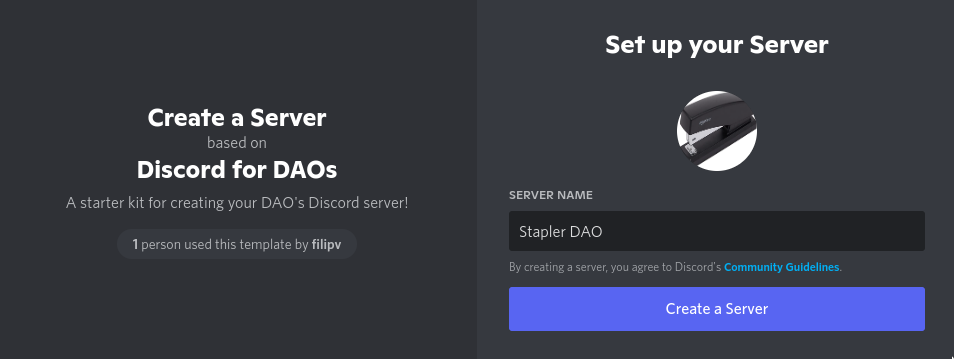 Create a Server
based on
Discord for DAOs
A starter kit for creating your DAO's Discord server!
1 person used this template by filipv
Set up your Server
SERVER NAME
Stapler DAO
By creating a server, you agree to Discord's Community Guidelines.
Create a Server